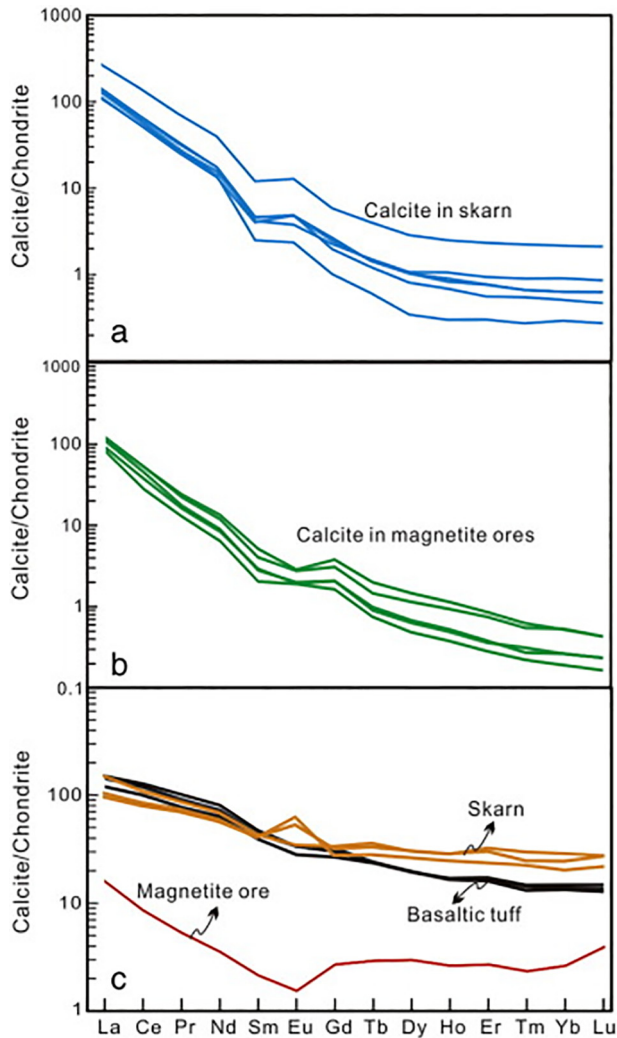 1000
100
10
1
Calcite/Chondrite
Calcite in skarn
a
1000
100
10
1
Calcite/Chondrite
Calcite in magnetite ores
b
0.1
100
10
1
Calcite/Chondrite
Skarn
Magnetite ore
Basaltic tuff
c
La Ce Pr Nd Sm Eu Gd Tb Dy Ho Er Tm Yb Lu